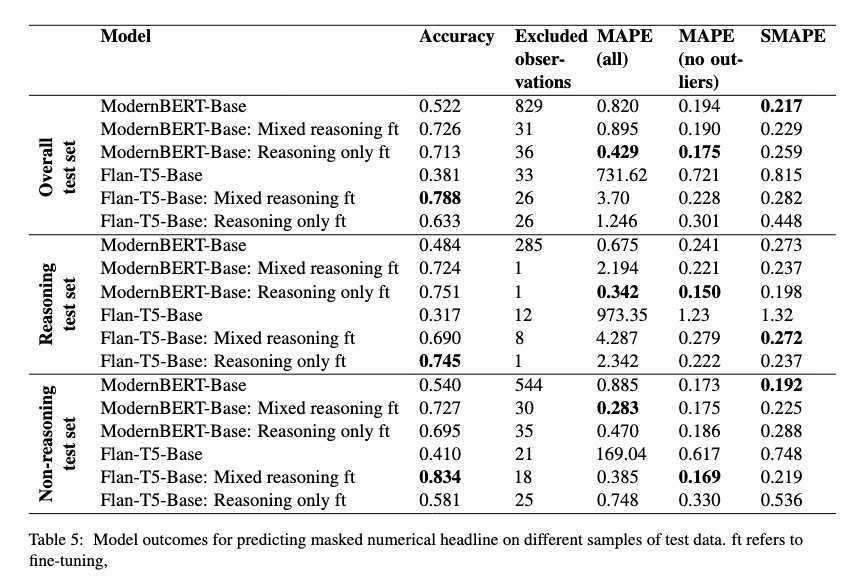 Model Accuracy Excluded obser- vations MAPE (all) MAPE (no out- liers) SMAPE
Overall test set
ModernBERT-Base 0.522 829 0.820 0.194 0.217
ModernBERT-Base: Mixed reasoning ft 0.726 31 0.895 0.190 0.229
ModernBERT-Base: Reasoning only ft 0.713 36 0.429 0.175 0.259
Flan-T5-Base 0.381 33 731.62 0.721 0.815
Flan-T5-Base: Mixed reasoning ft 0.788 26 3.70 0.228 0.282
Flan-T5-Base: Reasoning only ft 0.633 26 1.246 0.301 0.448
Reasoning test set
ModernBERT-Base 0.484 285 0.675 0.241 0.273
ModernBERT-Base: Mixed reasoning ft 0.724 1 2.194 0.221 0.237
ModernBERT-Base: Reasoning only ft 0.751 1 0.342 0.150 0.198
Flan-T5-Base 0.317 12 973.35 1.23 1.32
Flan-T5-Base: Mixed reasoning ft 0.690 8 4.287 0.279 0.272
Flan-T5-Base: Reasoning only ft 0.745 1 2.342 0.222 0.237
Non-reasoning test set
ModernBERT-Base 0.540 544 0.885 0.173 0.192
ModernBERT-Base: Mixed reasoning ft 0.727 30 0.283 0.175 0.225
ModernBERT-Base: Reasoning only ft 0.695 35 0.470 0.186 0.288
Flan-T5-Base 0.410 21 169.04 0.617 0.748
Flan-T5-Base: Mixed reasoning ft 0.834 18 0.385 0.169 0.219
Flan-T5-Base: Reasoning only ft 0.581 25 0.748 0.330 0.536
Table 5: Model outcomes for predicting masked numerical headline on different samples of test data. ft refers to
fine-tuning,